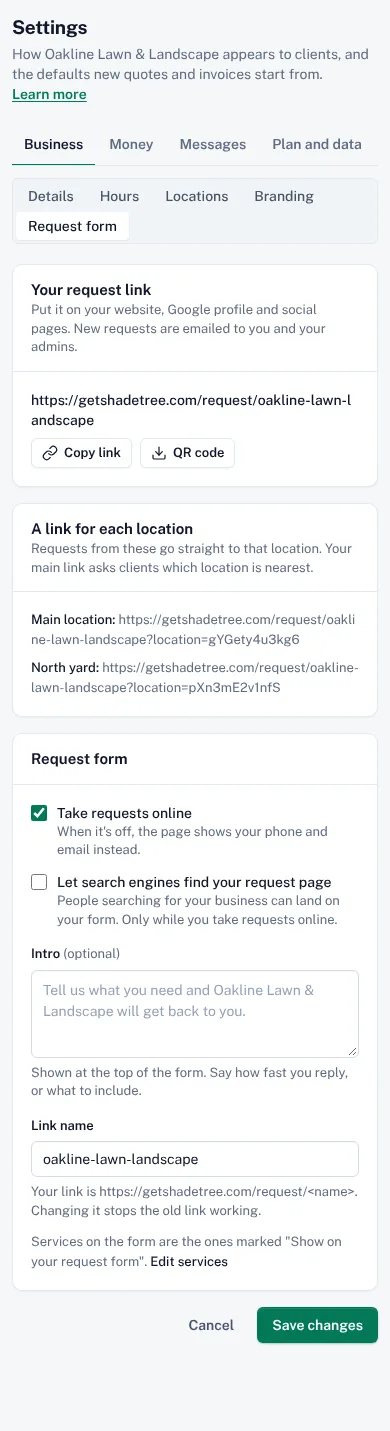 Settings
How Oakline Lawn & Landscape appears to clients, and
the defaults new quotes and invoices start from.
Learn more
Business Money Messages Plan and data
Details Hours Locations Branding
Request form
Your request link
Put it on your website, Google profile and social
pages. New requests are emailed to you and your
admins.
https://getshadetree.com/request/oakline-lawn-l
andscape
Copy link QR code
A link for each location
Requests from these go straight to that location. Your
main link asks clients which location is nearest.
Main location: https://getshadetree.com/request/oakli
ne-lawn-landscape?location=gYGety4u3kg6
North yard: https://getshadetree.com/request/oakline-
lawn-landscape?location=pXn3mE2v1nfS
Request form
Take requests online
When it's off, the page shows your phone and
email instead.
Let search engines find your request page
People searching for your business can land on
your form. Only while you take requests online.
Intro (optional)
Tell us what you need and Oakline Lawn &
Landscape will get back to you.
Shown at the top of the form. Say how fast you reply,
or what to include.
Link name
oakline-lawn-landscape
Your link is https://getshadetree.com/request/<name>.
Changing it stops the old link working.
Services on the form are the ones marked "Show on
your request form". Edit services
Cancel Save changes